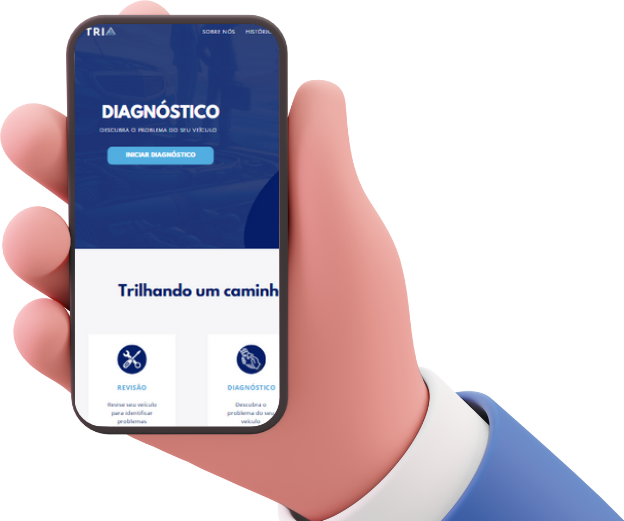 TRIA
SOBRE NÓS HISTÓRIC
DIAGNÓSTICO
DESCUBRA O PROBLEMA DO SEU VEÍCULO
INICIAR DIAGNÓSTICO
Trilhando um caminh
REVISÃO
Revise seu veículo
para identificar
problemas
DIAGNÓSTICO
Descubra o
problema do seu
veículo